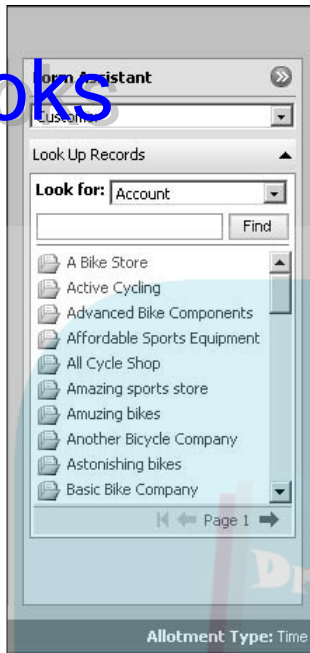 Form Assistant
oks
Customer
Look Up Records
Look for: Account
Find
A Bike Store
Active Cycling
Advanced Bike Components
Affordable Sports Equipment
All Cycle Shop
Amazing sports store
Amuzing bikes
Another Bicycle Company
Astonishing bikes
Basic Bike Company
Page 1
Dr
Allotment Type: Time